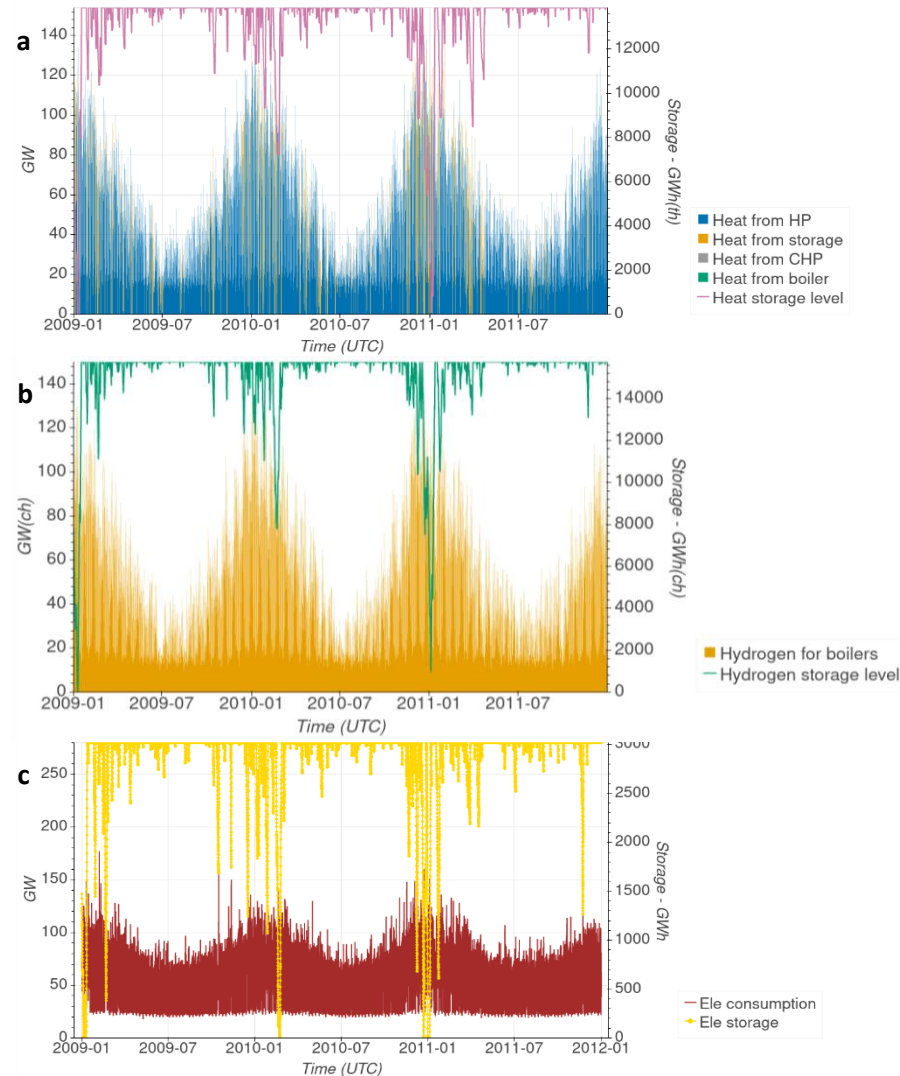 a
140
120
100
80
60
40
20
0
GW
12000
10000
8000
6000
4000
2000
0
Storage - GWh(th)
2009-01 2009-07 2010-01 2010-07 2011-01 2011-07
Time (UTC)
Heat from HP
Heat from storage
Heat from CHP
Heat from boiler
Heat storage level
b
140
120
100
80
60
40
20
0
GW(ch)
14000
12000
10000
8000
6000
4000
2000
0
Storage - GWh(ch)
2009-01 2009-07 2010-01 2010-07 2011-01 2011-07
Time (UTC)
Hydrogen for boilers
Hydrogen storage level
c
250
200
150
100
50
0
GW
3000
2500
2000
1500
1000
500
0
Storage - GWh
2009-01 2009-07 2010-01 2010-07 2011-01 2011-07 2012-01
Time (UTC)
Ele consumption
Ele storage